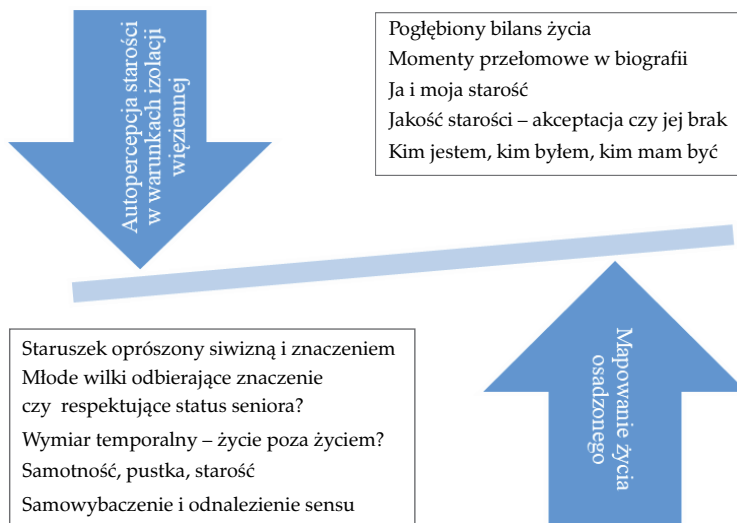 Autopercepcja starości
w warunkach izolacji
więziennej
Pogłębiony bilans życia
Momenty przełomowe w biografii
Ja i moja starość
Jakość starości – akceptacja czy jej brak
Kim jestem, kim byłem, kim mam być
Staruszek oprószony siwizną i znaczeniem
Młode wilki odbierające znaczenie
czy respektujące status seniora?
Wymiar temporalny – życie poza życiem?
Samotność, pustka, starość
Samowybaczenie i odnalezienie sensu
Mapowanie życia
osadzonego